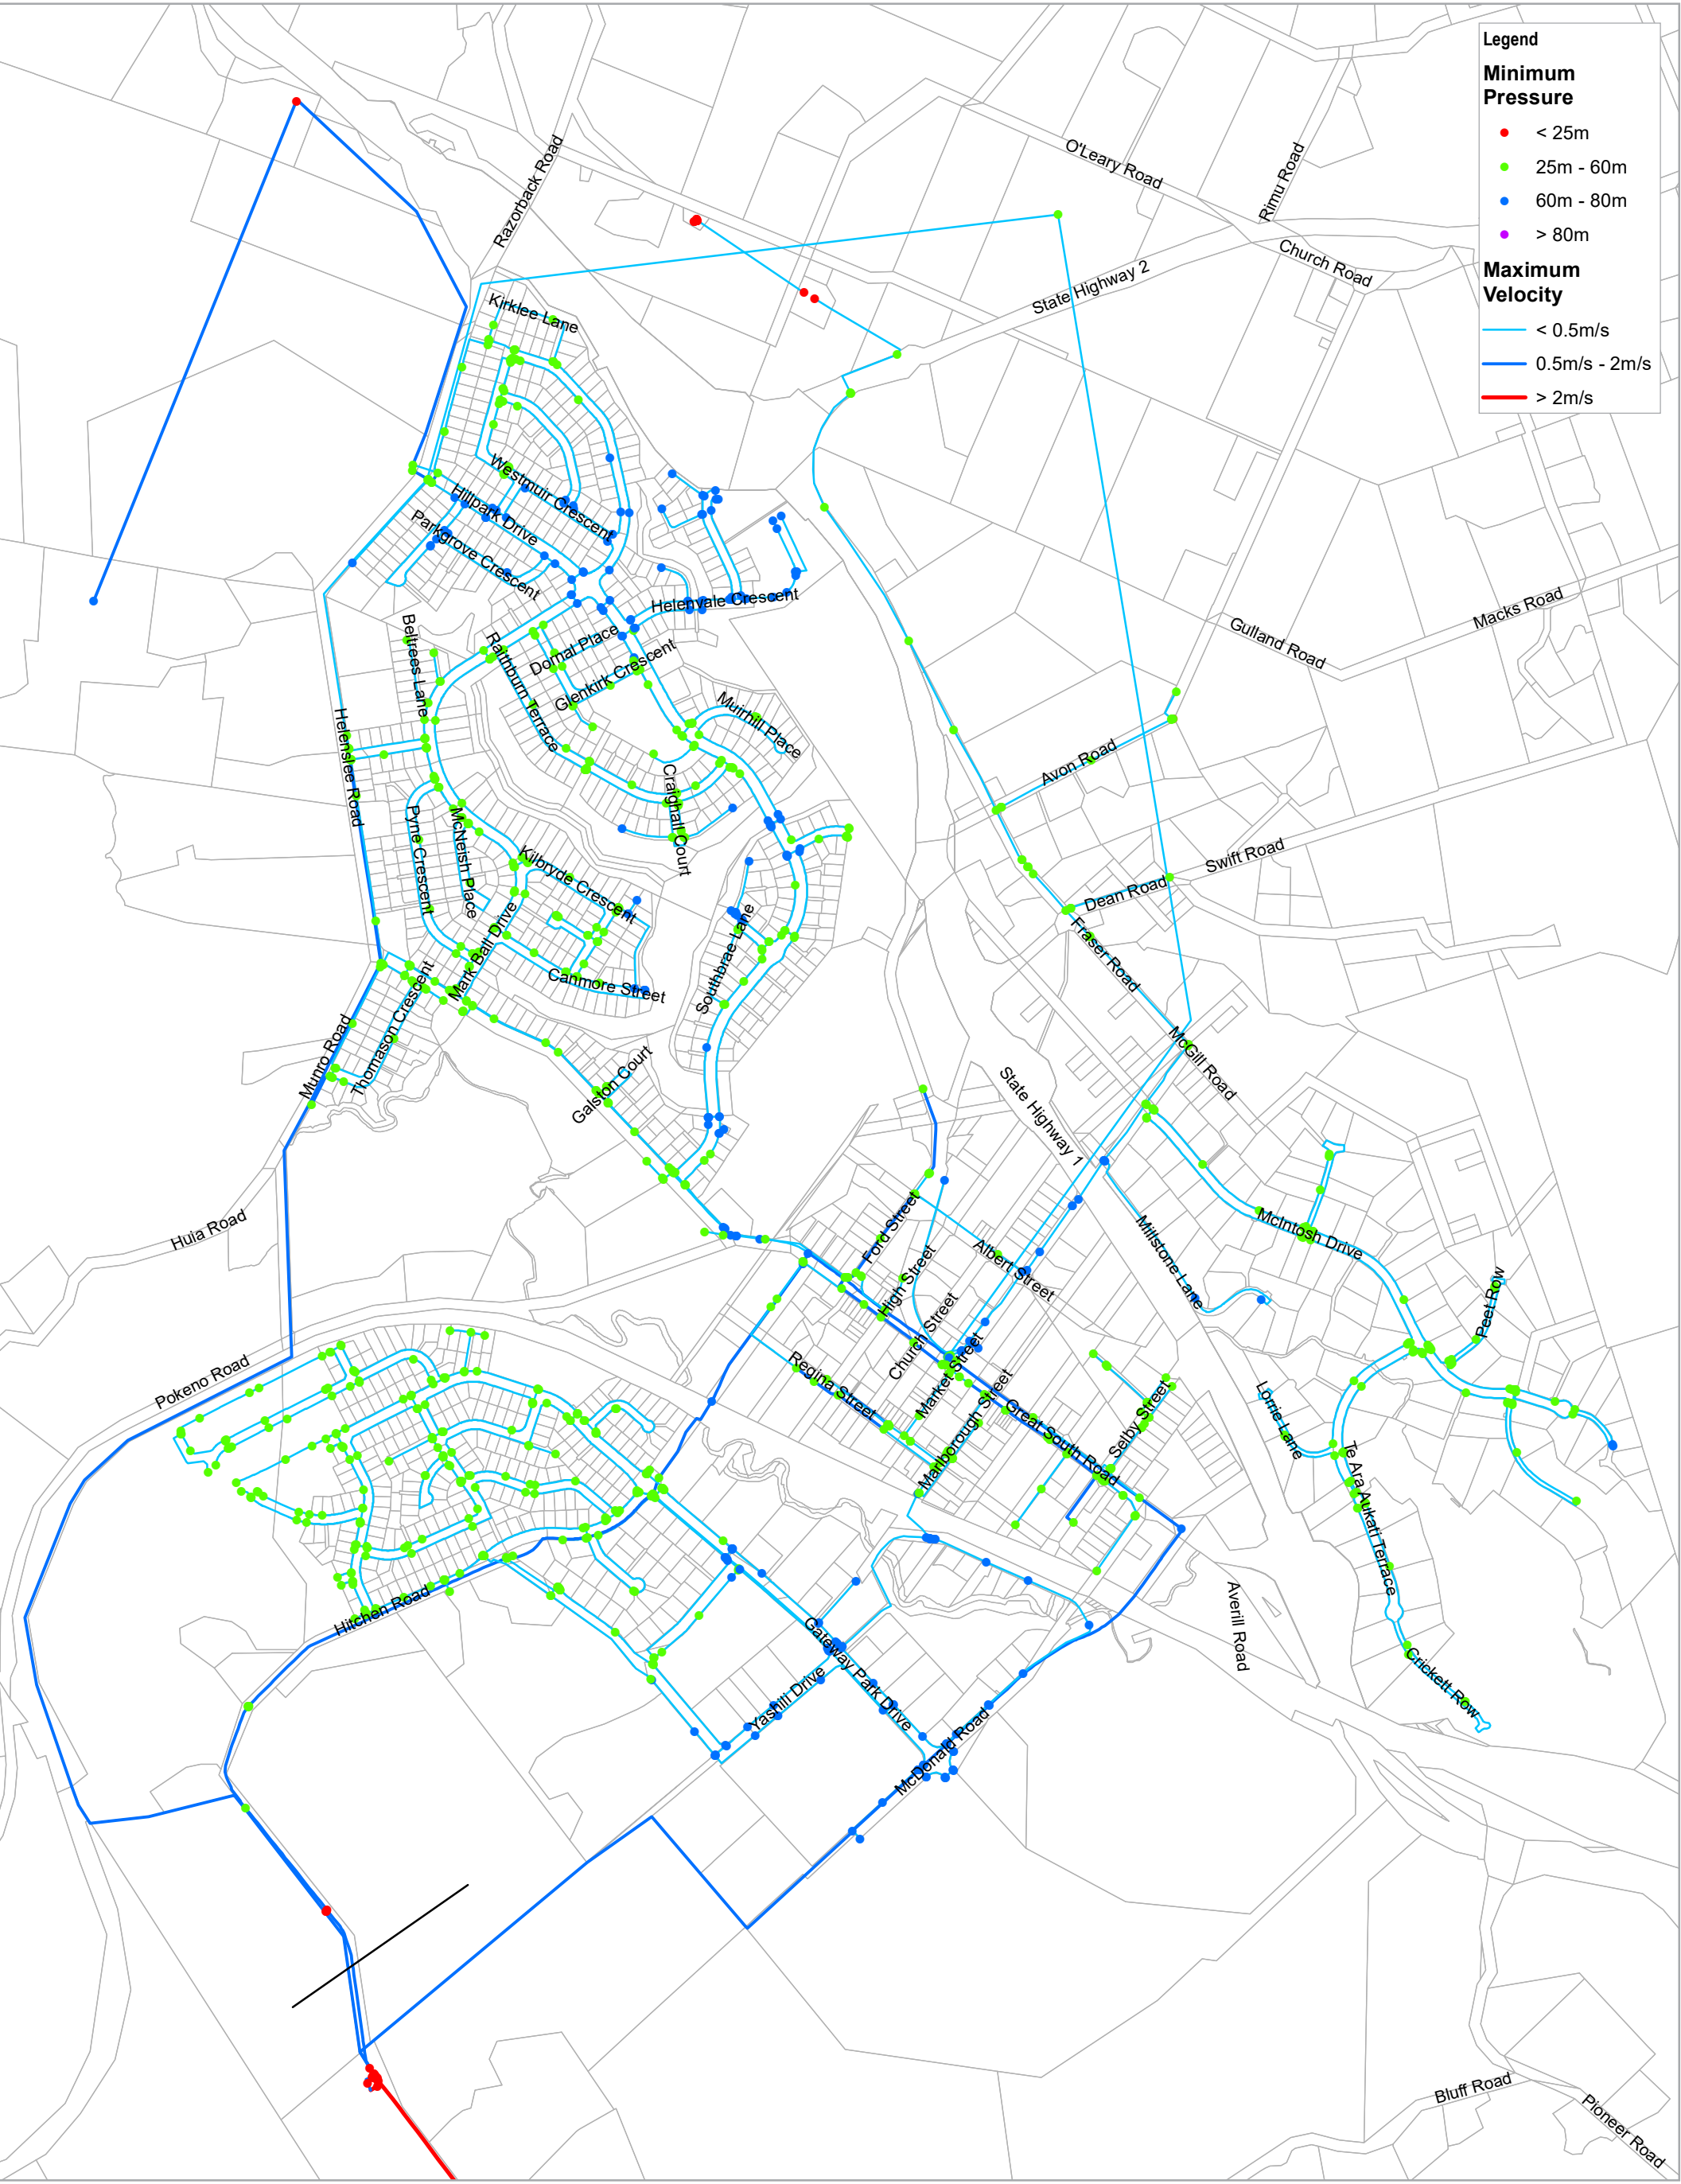 Legend
Minimum
Pressure
< 25m
25m - 60m
60m - 80m
> 80m
Maximum
Velocity
< 0.5m/s
0.5m/s - 2m/s
> 2m/s
Razorback Road
O'Leary Road
Rimu Road
Church Road
State Highway 2
Kirklee Lane
Westmuir Crescent
Hillpark Drive
Parkgrove Crescent
Helenvale Crescent
Macks Road
Gulland Road
Beltrees Lane
Raithburn Terrace
Dornal Place
Glenkirk Crescent
Muirhill Place
Helenslee Road
Avon Road
Craighall Court
Pyne Crescent
McNeish Place
Kilbryde Crescent
Swift Road
Dean Road
Mark Ball Drive
Southbrae Lane
Fraser Road
Canmore Street
Thomason Crescent
Munro Road
Galston Court
McGill Road
State Highway 1
Huia Road
Ford Street
High Street
Albert Street
Millstone Lane
McIntosh Drive
Peet Row
Church Street
Pokeno Road
Regina Street
Market Street
Marlborough Street
Great South Road
Selby Street
Lorrie Lane
Te Ara Aukati Terrace
Hitchen Road
Gateway Park Drive
Yashill Drive
Averill Road
Crickett Row
McDonald Road
Bluff Road
Pioneer Road